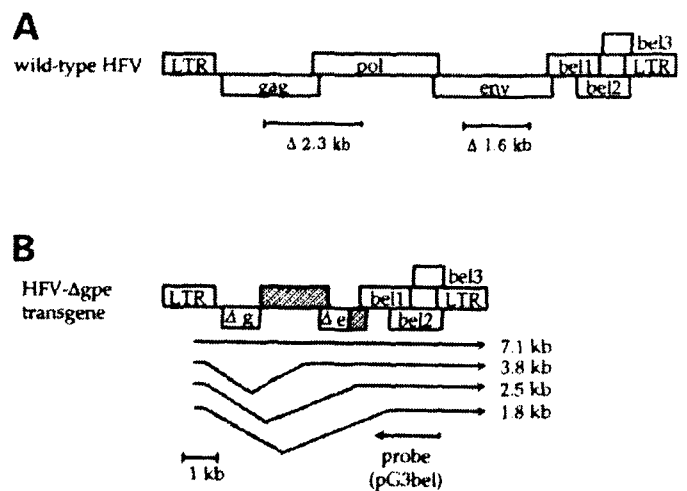 A
wild-type HFV
LTR
gag
pol
env
bel1
bel2
bel3
LTR
Δ 2.3 kb
Δ 1.6 kb
B
HFV-Δgpe
transgene
LTR
Δ g
Δ e
bel1
bel2
bel3
LTR
7.1 kb
3.8 kb
2.5 kb
1.8 kb
1 kb
probe
(pG3bel)